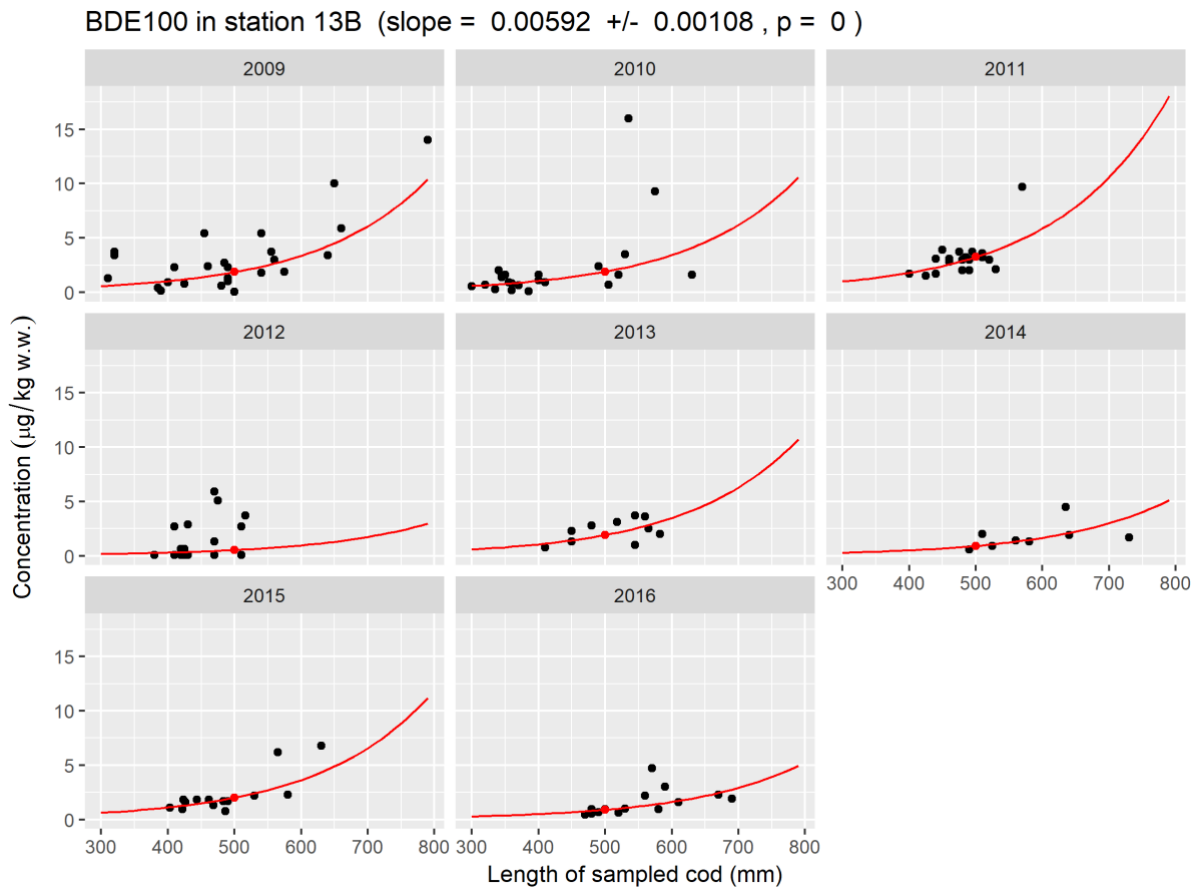 BDE100 in station 13B (slope = 0.00592 +/- 0.00108 , p = 0 )
2009 2010 2011
15
10
5
0
2012 2013 2014
15
10
5
0
300 400 500 600 700 800
2015 2016
15
10
5
0
300 400 500 600 700 800 300 400 500 600 700 800
Length of sampled cod (mm)
Concentration (μg/kg w.w.)